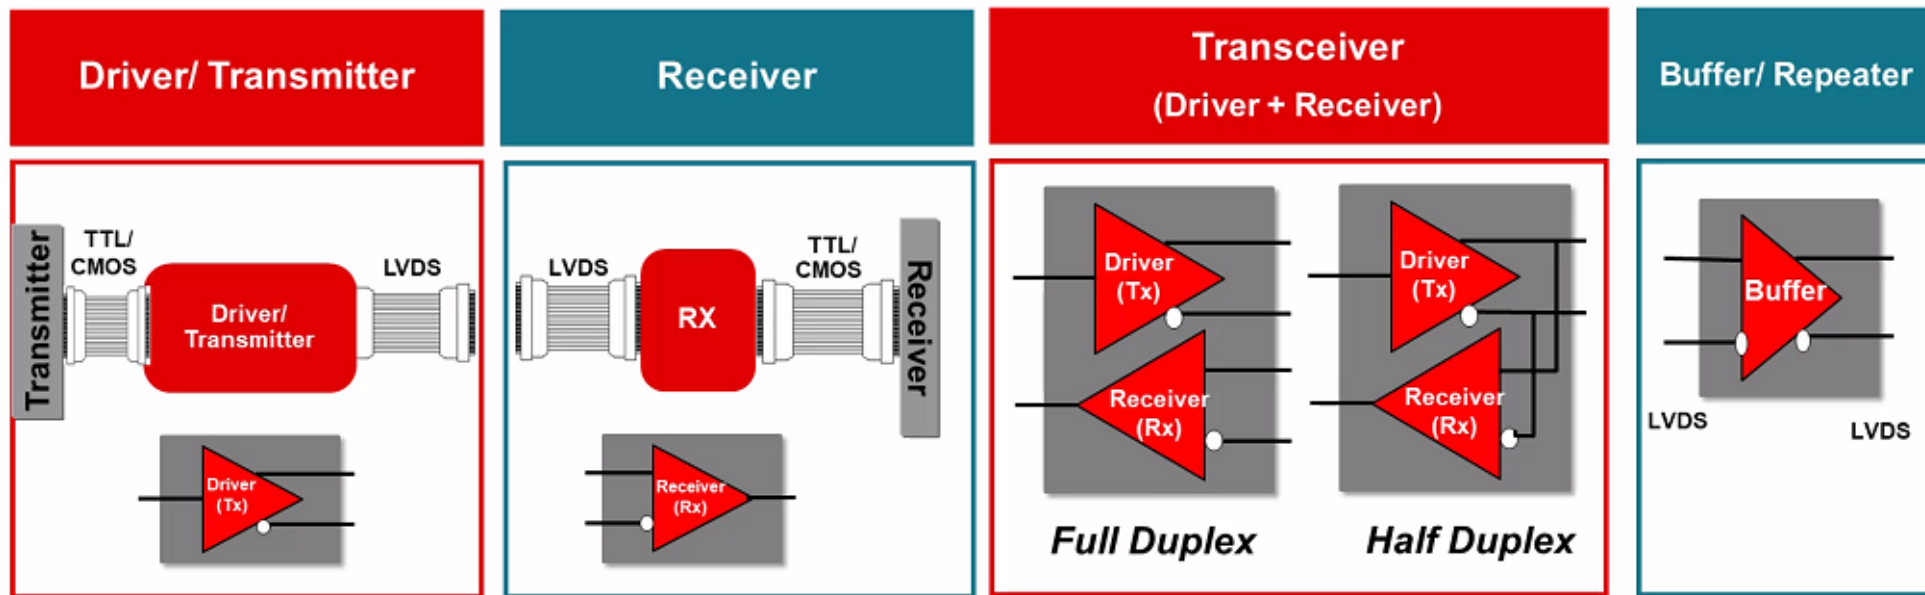 Driver/ Transmitter
Receiver
Transceiver
(Driver + Receiver)
Buffer/ Repeater
Transmitter
TTL/
CMOS
Driver/
Transmitter
LVDS
Driver
(Tx)
LVDS
RX
TTL/
CMOS
Receiver
Receiver
(Rx)
Driver
(Tx)
Receiver
(Rx)
Full Duplex
Driver
(Tx)
Receiver
(Rx)
Half Duplex
Buffer
LVDS
LVDS